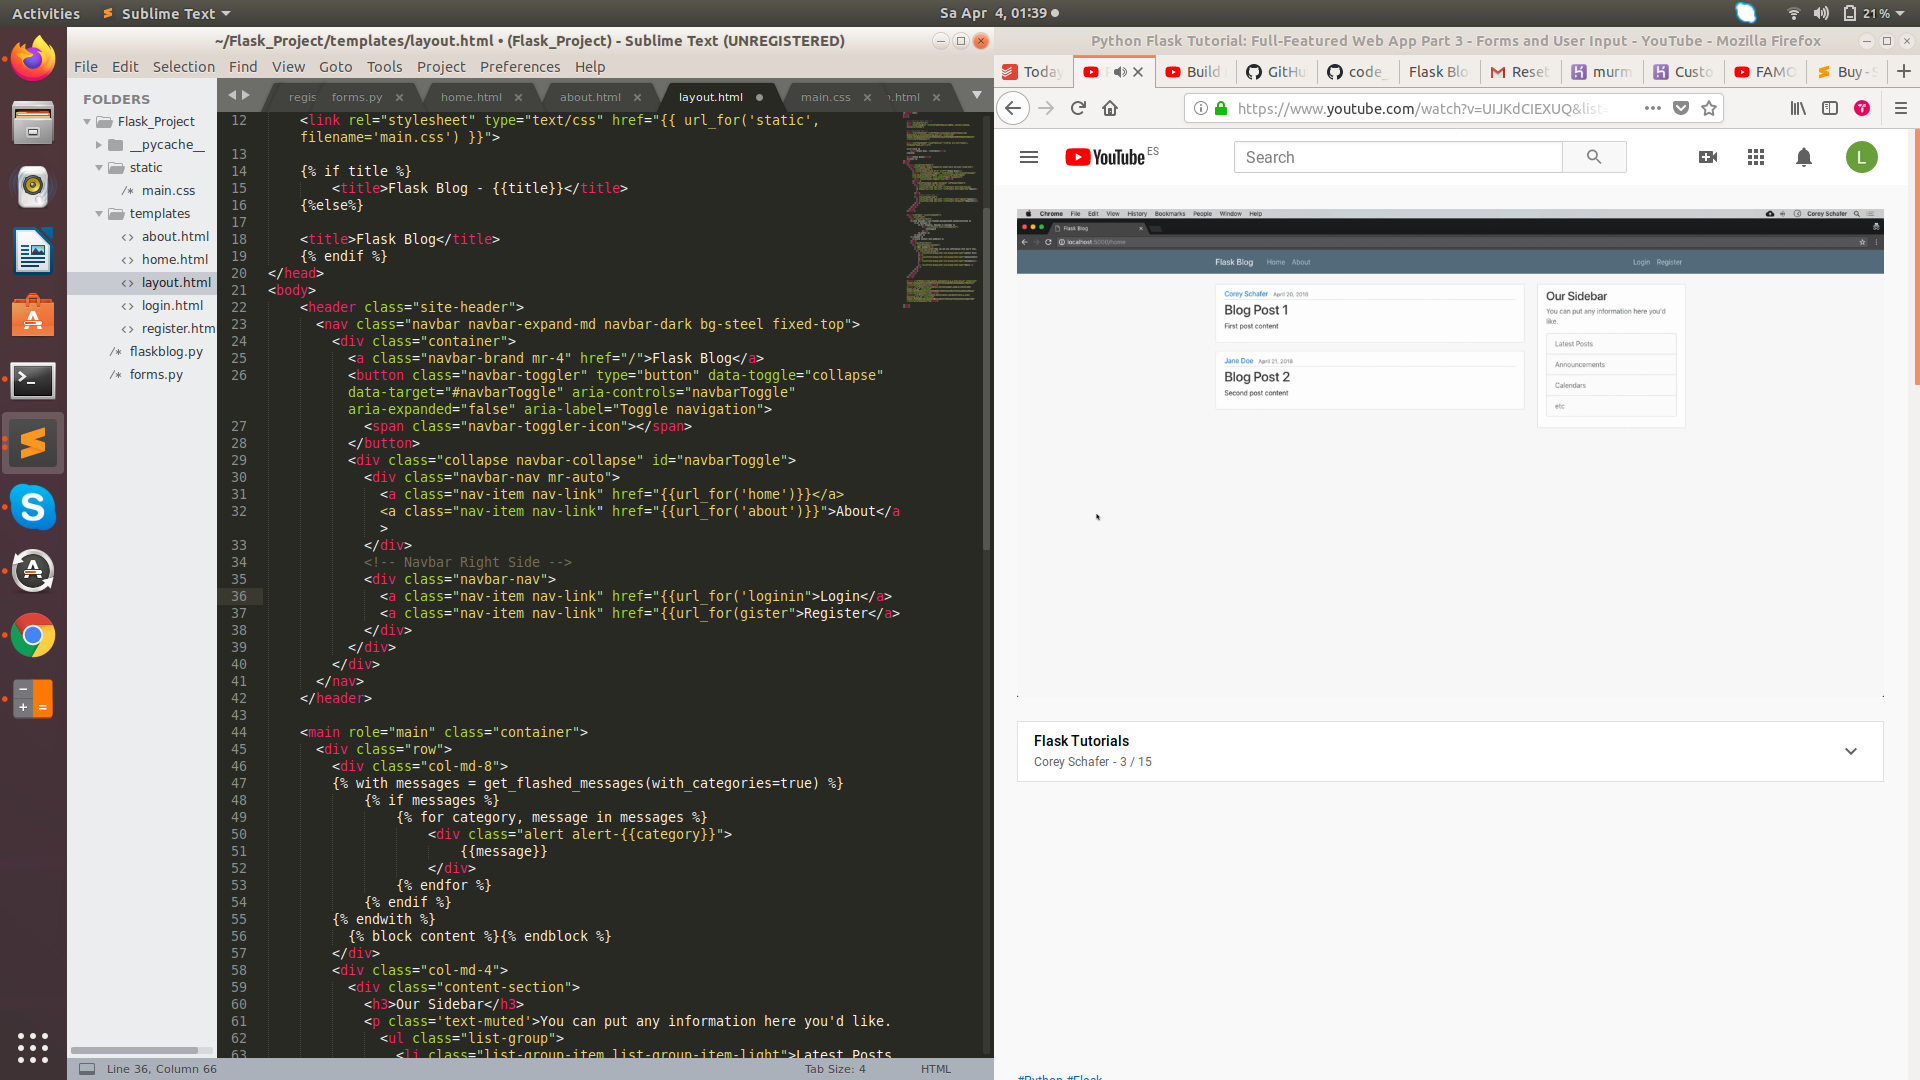 Activities
Sublime Text
Sa Apr 4, 01:39
21 %
~/Flask_Project/templates/layout.html • (Flask_Project) - Sublime Text (UNREGISTERED)
File Edit Selection Find View Goto Tools Project Preferences Help
FOLDERS
Flask_Project
__pycache__
static
main.css
templates
about.html
home.html
layout.html
login.html
register.htm
flaskblog.py
forms.py
regis forms.py home.html about.html layout.html main.css .html
12 <link rel="stylesheet" type="text/css" href="{{ url_for('static',
filename='main.css') }}">
13
14 {% if title %}
15 <title>Flask Blog - {{title}}</title>
16 {%else%}
17
18 <title>Flask Blog</title>
19 {% endif %}
20 </head>
21 <body>
22 <header class="site-header">
23 <nav class="navbar navbar-expand-md navbar-dark bg-steel fixed-top">
24 <div class="container">
25 <a class="navbar-brand mr-4" href="/">Flask Blog</a>
26 <button class="navbar-toggler" type="button" data-toggle="collapse"
data-target="#navbarToggle" aria-controls="navbarToggle"
aria-expanded="false" aria-label="Toggle navigation">
27 <span class="navbar-toggler-icon"></span>
28 </button>
29 <div class="collapse navbar-collapse" id="navbarToggle">
30 <div class="navbar-nav mr-auto">
31 <a class="nav-item nav-link" href="{{url_for('home')}}</a>
32 <a class="nav-item nav-link" href="{{url_for('about')}}">About</a
>
33 </div>
34 <!-- Navbar Right Side -->
35 <div class="navbar-nav">
36 <a class="nav-item nav-link" href="{{url_for('loginin">Login</a>
37 <a class="nav-item nav-link" href="{{url_for(gister">Register</a>
38 </div>
39 </div>
40 </div>
41 </nav>
42 </header>
43
44 <main role="main" class="container">
45 <div class="row">
46 <div class="col-md-8">
47 {% with messages = get_flashed_messages(with_categories=true) %}
48 {% if messages %}
49 {% for category, message in messages %}
50 <div class="alert alert-{{category}}">
51 {{message}}
52 </div>
53 {% endfor %}
54 {% endif %}
55 {% endwith %}
56 {% block content %}{% endblock %}
57 </div>
58 <div class="col-md-4">
59 <div class="content-section">
60 <h3>Our Sidebar</h3>
61 <p class='text-muted'>You can put any information here you'd like.
62 <ul class="list-group">
63 <li class="list-group-item list-group-item-light">Latest Posts
Line 36, Column 66
Tab Size: 4
HTML
Python Flask Tutorial: Full-Featured Web App Part 3 - Forms and User Input - YouTube - Mozilla Firefox
Today
Build
GitHu
code_
Flask Blo
Reset
murm
Custo
FAMO
Buy -
https://www.youtube.com/watch?v=UIJKdCIEXUQ&list
YouTube ES
Search
L
Chrome File Edit View History Bookmarks People Window Help
Corey Schafer
Flask Blog
localhost:5000/home
Flask Blog Home About
Login Register
Corey Schafer April 20, 2018
Blog Post 1
First post content
Jane Doe April 21, 2018
Blog Post 2
Second post content
Our Sidebar
You can put any information here you'd
like.
Latest Posts
Announcements
Calendars
etc
Flask Tutorials
Corey Schafer - 3 / 15
#Python #Flask